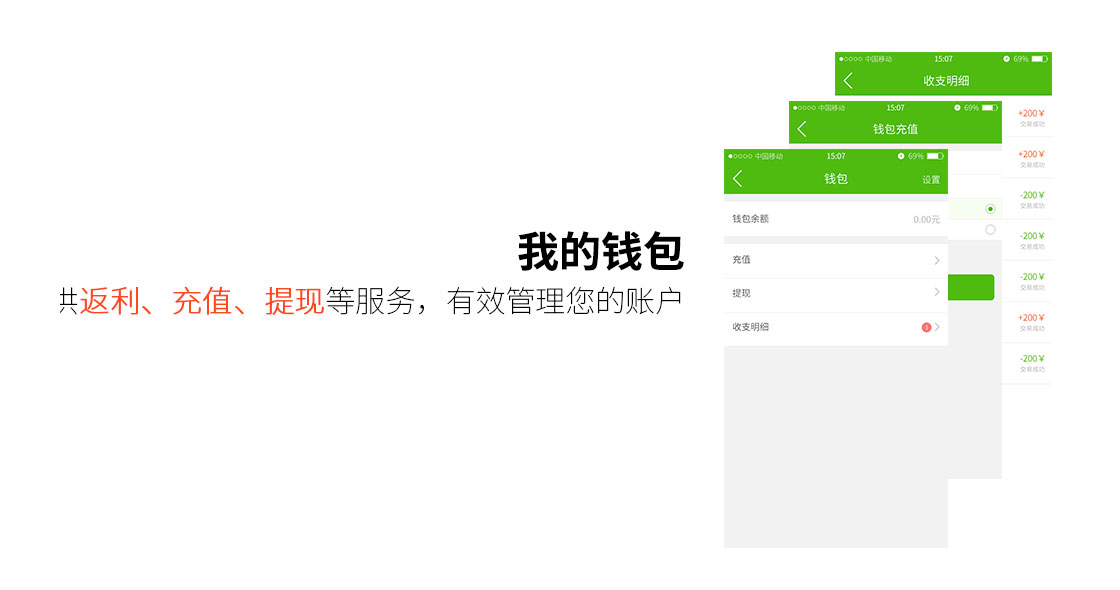 我的钱包
共返利、充值、提现等服务，有效管理您的账户
中国移动 15:07 69%
收支明细
中国移动 15:07 69%
钱包充值
中国移动 15:07 69%
钱包 设置
钱包余额 0.00元
充值
提现
收支明细 1
+200￥
交易成功
+200￥
交易成功
-200￥
交易成功
-200￥
交易成功
-200￥
交易成功
+200￥
交易成功
-200￥
交易成功